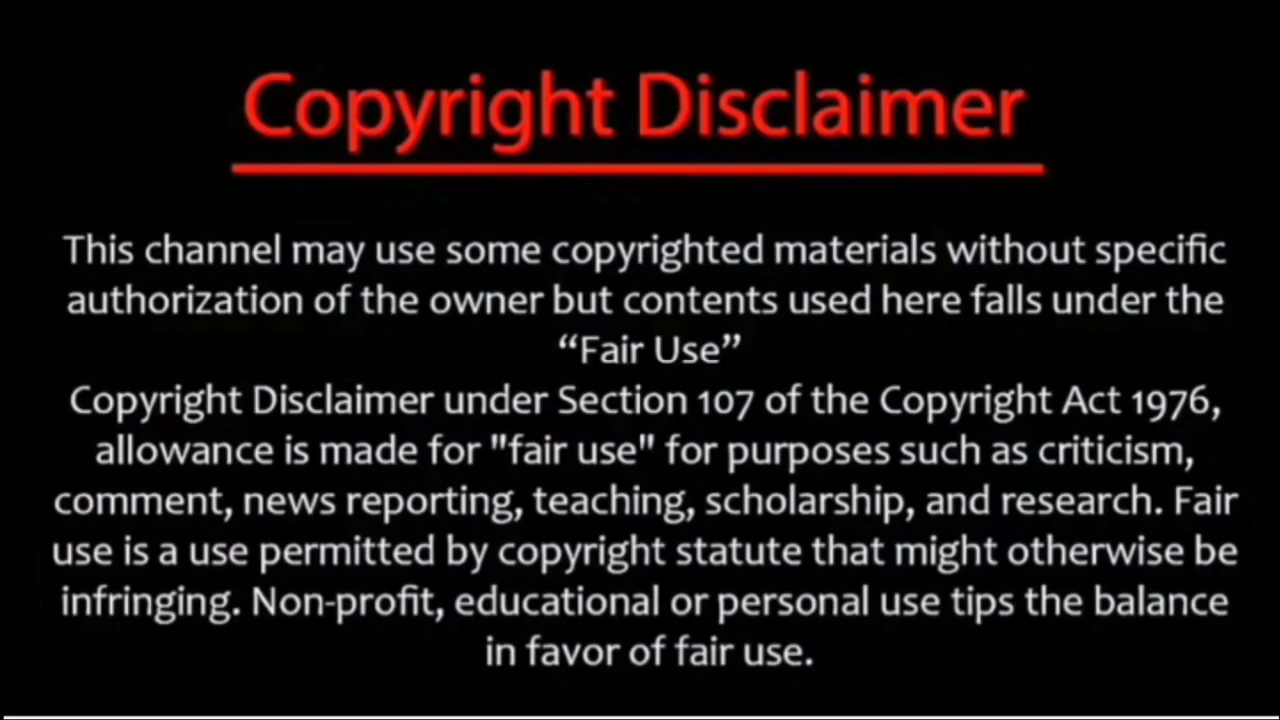 Copyright Disclaimer
This channel may use some copyrighted materials without specific
authorization of the owner but contents used here falls under the
“Fair Use”
Copyright Disclaimer under Section 107 of the Copyright Act 1976,
allowance is made for "fair use" for purposes such as criticism,
comment, news reporting, teaching, scholarship, and research. Fair
use is a use permitted by copyright statute that might otherwise be
infringing. Non-profit, educational or personal use tips the balance
in favor of fair use.